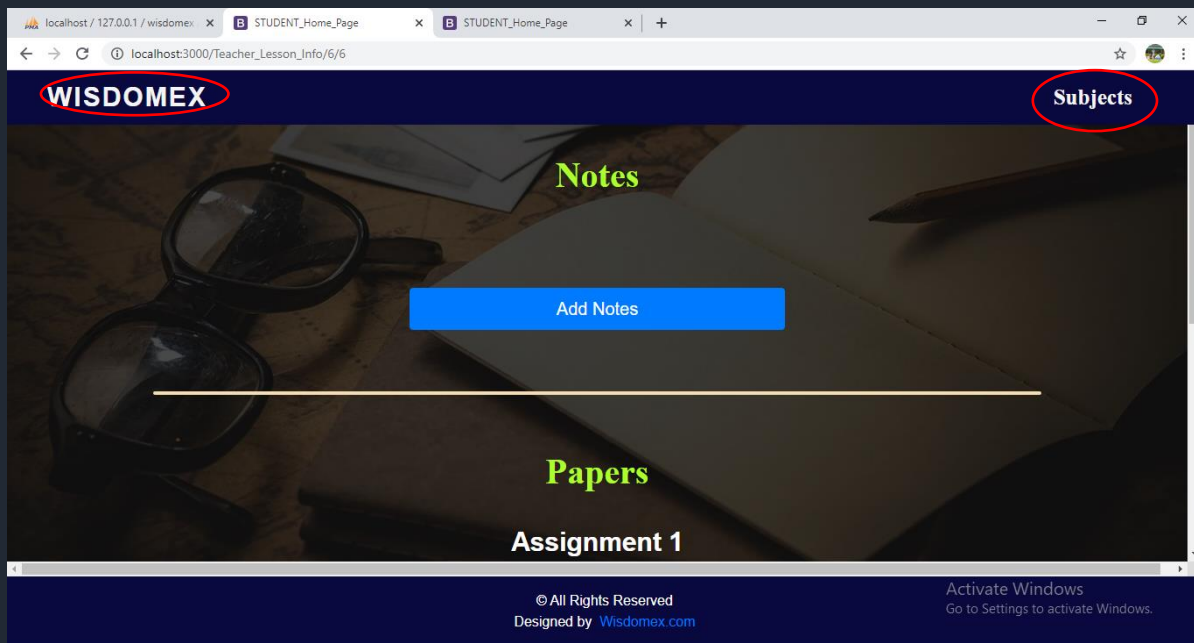 localhost / 127.0.0.1 / wisdomex
STUDENT_Home_Page
STUDENT_Home_Page
localhost:3000/Teacher_Lesson_Info/6/6
WISDOMEX
Subjects
Notes
Add Notes
Papers
Assignment 1
© All Rights Reserved
Designed by Wisdomex.com
Activate Windows
Go to Settings to activate Windows.